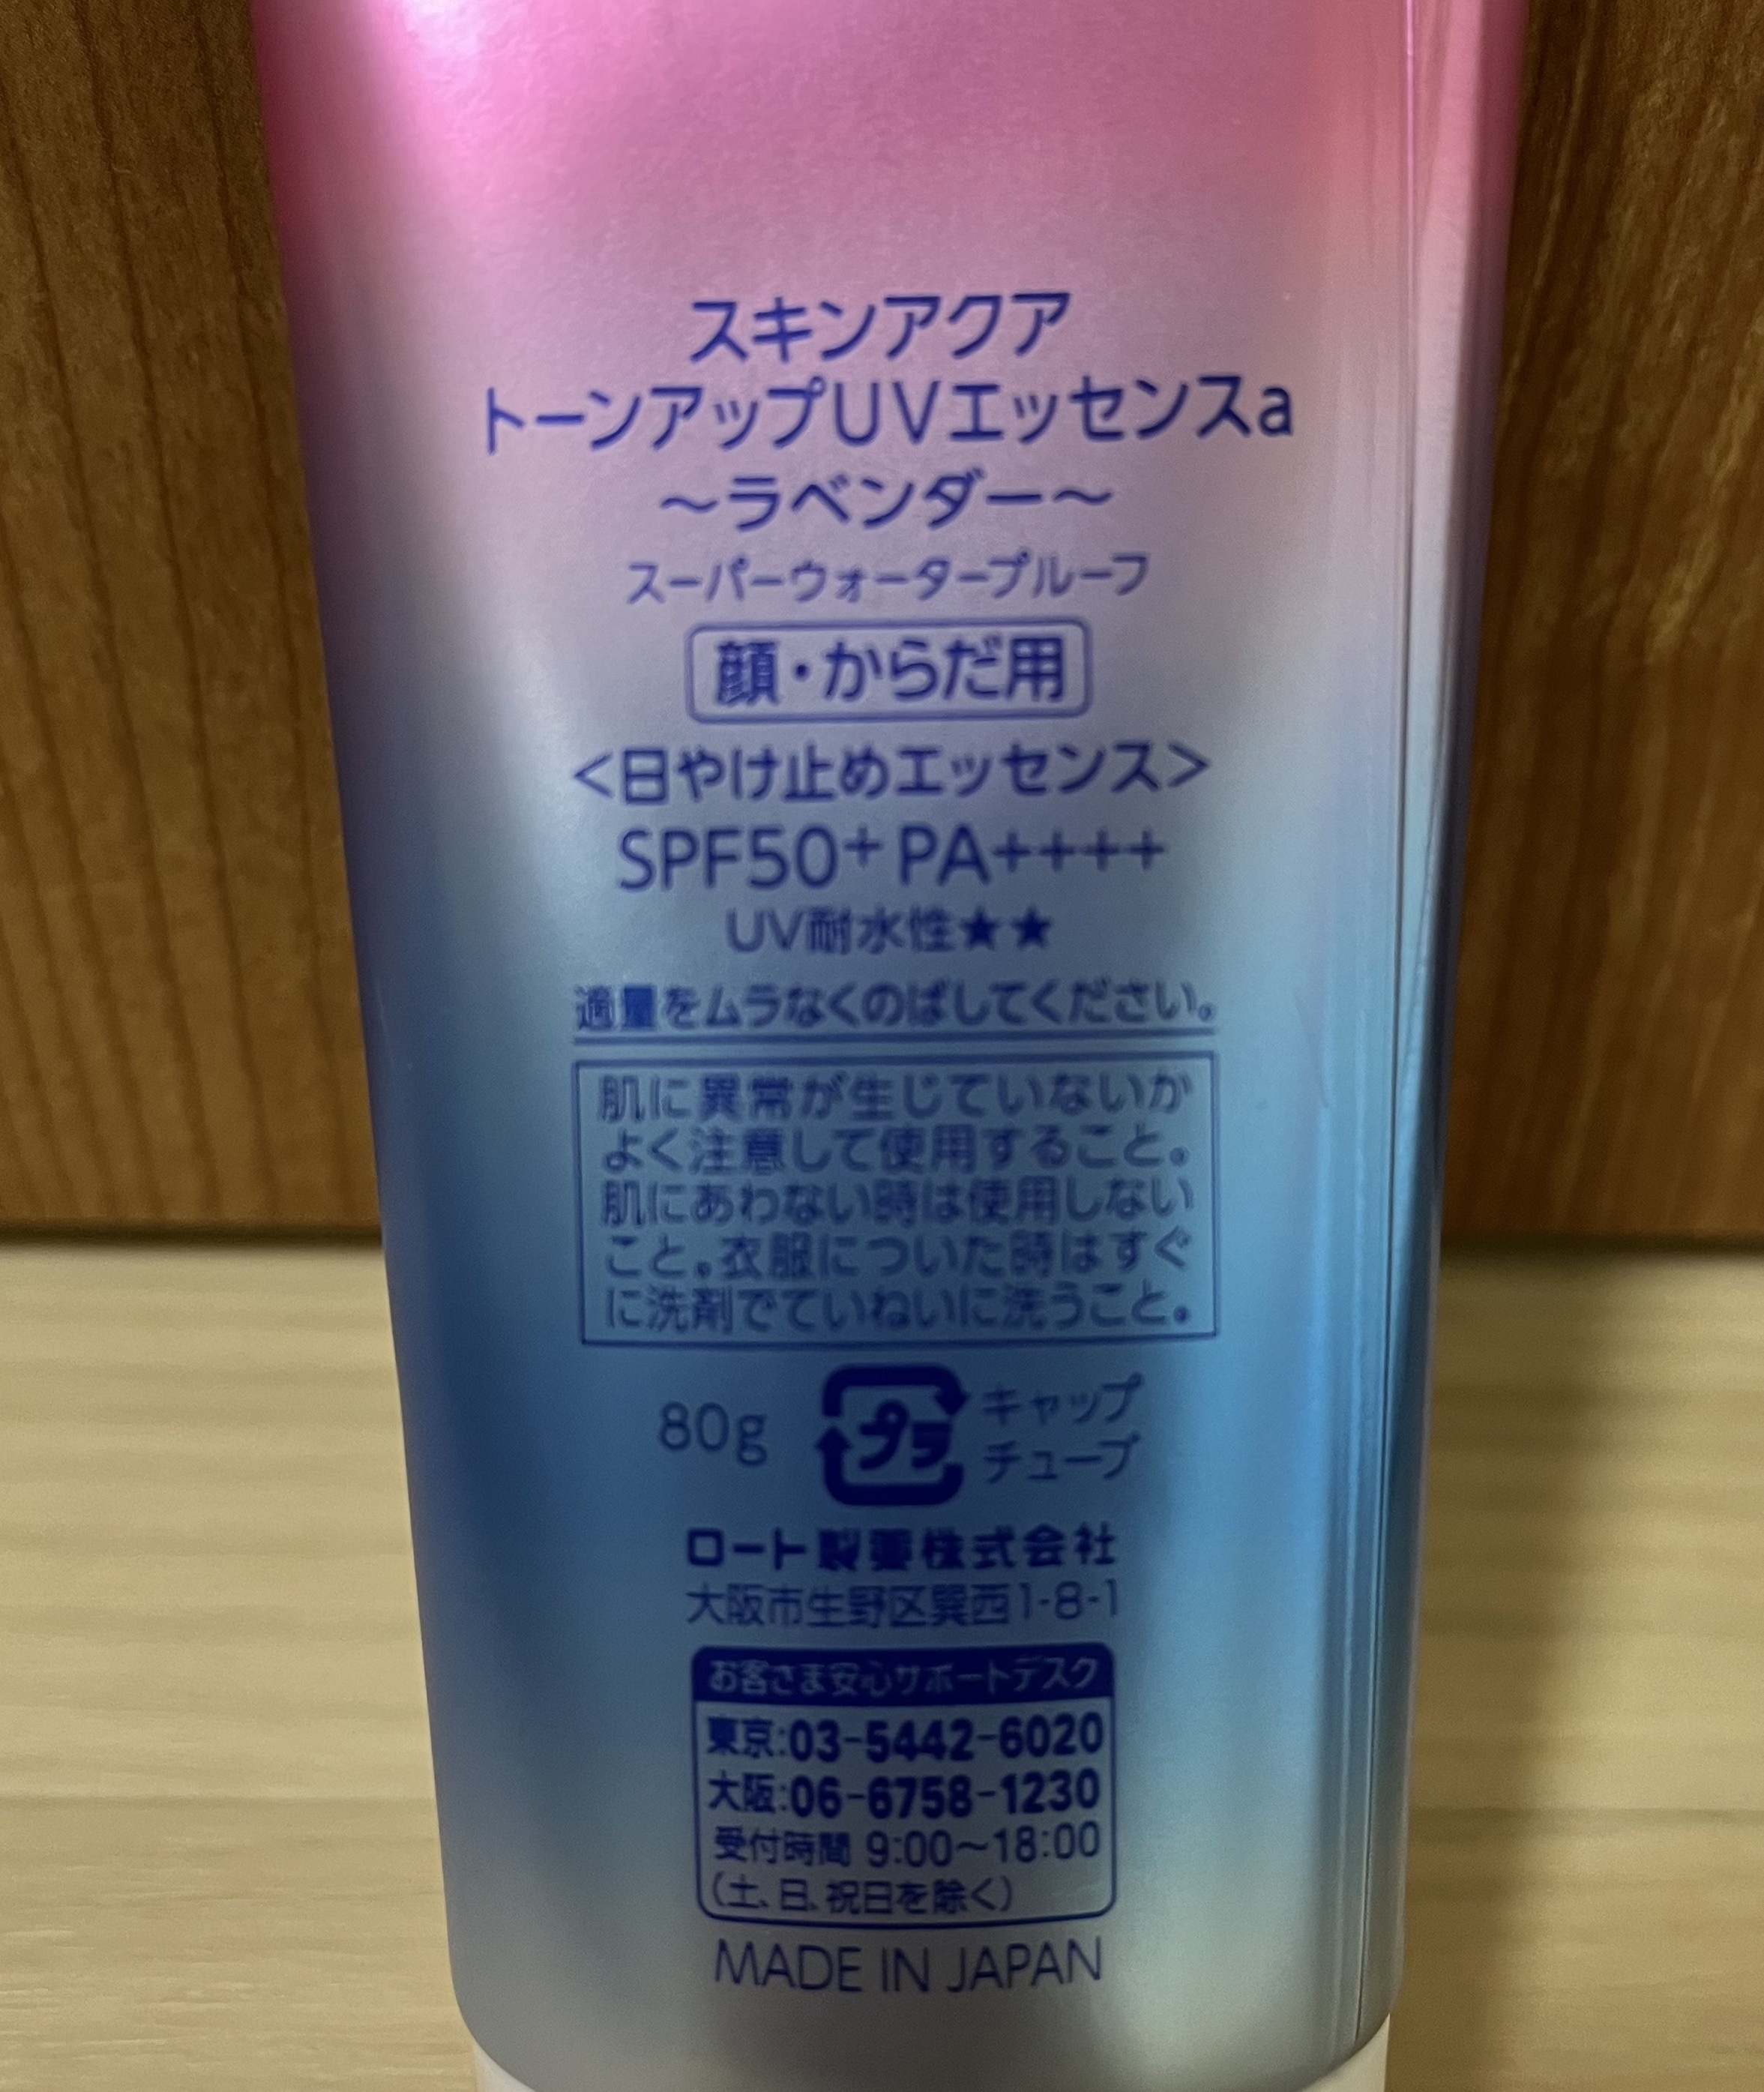 スキンアクア
トーンアップUVエッセンスa
～ラベンダー～
スーパーウォータープルーフ
顔・からだ用
＜日やけ止めエッセンス＞
SPF50+ PA++++
UV耐水性★★
適量をムラなくのばしてください。
肌に異常が生じていないか
よく注意して使用すること。
肌にあわない時は使用しない
こと。衣服についた時はすぐ
に洗剤でていねいに洗うこと。
80g プラ キャップ
チューブ
ロート製薬株式会社
大阪市生野区巽西1-8-1
お客さま安心サポートデスク
東京:03-5442-6020
大阪:06-6758-1230
受付時間 9:00～18:00
(土、日、祝日を除く)
MADE IN JAPAN